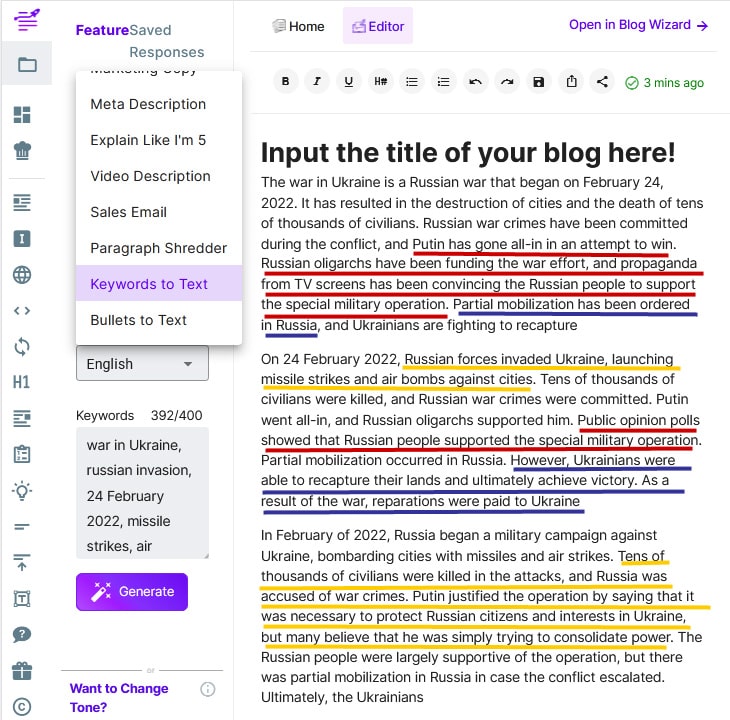 Feature
Saved
Responses
Marketing Copy
Meta Description
Explain Like I'm 5
Video Description
Sales Email
Paragraph Shredder
Keywords to Text
Bullets to Text
English
Keywords 392/400
war in Ukraine,
russian invasion,
24 February
2022, missile
strikes, air
Generate
or
Want to Change
Tone?
H1
Home
Editor
Open in Blog Wizard
B I U H#
3 mins ago
Input the title of your blog here!
The war in Ukraine is a Russian war that began on February 24,
2022. It has resulted in the destruction of cities and the death of tens
of thousands of civilians. Russian war crimes have been committed
during the conflict, and Putin has gone all-in in an attempt to win.
Russian oligarchs have been funding the war effort, and propaganda
from TV screens has been convincing the Russian people to support
the special military operation. Partial mobilization has been ordered
in Russia, and Ukrainians are fighting to recapture
On 24 February 2022, Russian forces invaded Ukraine, launching
missile strikes and air bombs against cities. Tens of thousands of
civilians were killed, and Russian war crimes were committed. Putin
went all-in, and Russian oligarchs supported him. Public opinion polls
showed that Russian people supported the special military operation.
Partial mobilization occurred in Russia. However, Ukrainians were
able to recapture their lands and ultimately achieve victory. As a
result of the war, reparations were paid to Ukraine
In February of 2022, Russia began a military campaign against
Ukraine, bombarding cities with missiles and air strikes. Tens of
thousands of civilians were killed in the attacks, and Russia was
accused of war crimes. Putin justified the operation by saying that it
was necessary to protect Russian citizens and interests in Ukraine,
but many believe that he was simply trying to consolidate power. The
Russian people were largely supportive of the operation, but there
was partial mobilization in Russia in case the conflict escalated.
Ultimately, the Ukrainians